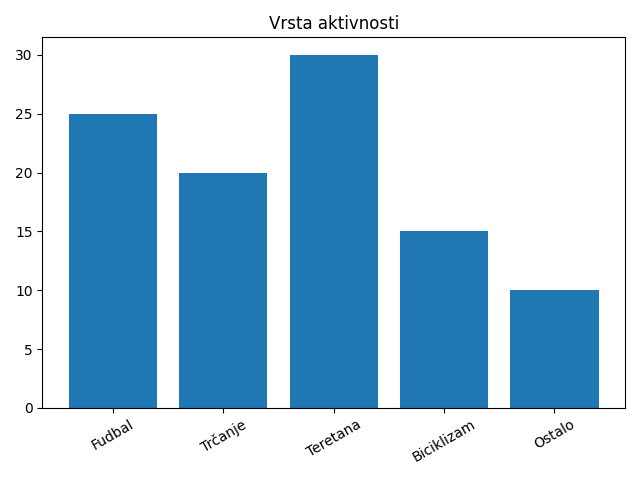 Vrsta aktivnosti
30
25
20
15
10
5
0
Fudbal
Trčanje
Teretana
Biciklizam
Ostalo